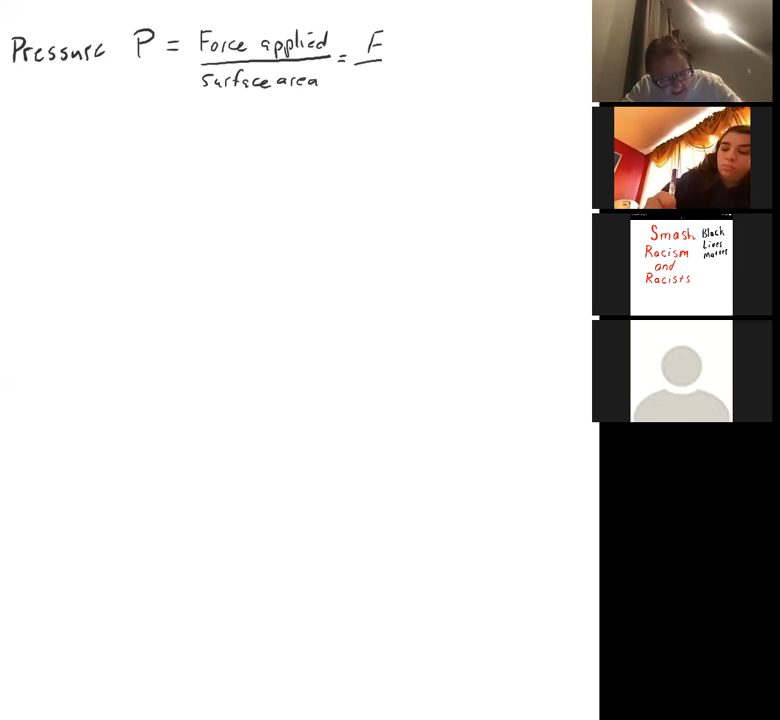 Pressure P = Force applied / surface area = F
Smash
Racism
and
Racists
Black
Lives
Matter